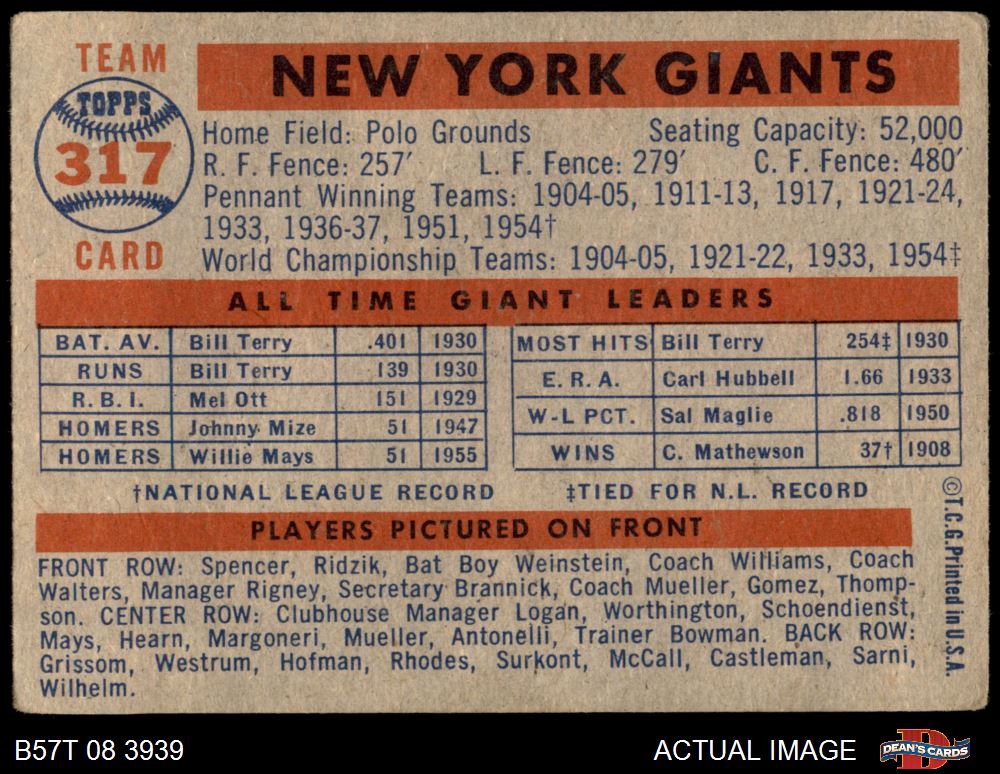 TEAM
TOPPS
317
CARD
NEW YORK GIANTS
Home Field: Polo Grounds Seating Capacity: 52,000
R. F. Fence: 257′ L. F. Fence: 279′ C. F. Fence: 480′
Pennant Winning Teams: 1904-05, 1911-13, 1917, 1921-24,
1933, 1936-37, 1951, 1954†
World Championship Teams: 1904-05, 1921-22, 1933, 1954‡
ALL TIME GIANT LEADERS
BAT. AV. Bill Terry .401 1930
RUNS Bill Terry 139 1930
R. B. I. Mel Ott 151 1929
HOMERS Johnny Mize 51 1947
HOMERS Willie Mays 51 1955
MOST HITS Bill Terry 254‡ 1930
E. R. A. Carl Hubbell 1.66 1933
W-L PCT. Sal Maglie .818 1950
WINS C. Mathewson 37† 1908
†NATIONAL LEAGUE RECORD ‡TIED FOR N.L. RECORD
PLAYERS PICTURED ON FRONT
FRONT ROW: Spencer, Ridzik, Bat Boy Weinstein, Coach Williams, Coach
Walters, Manager Rigney, Secretary Brannick, Coach Mueller, Gomez, Thomp-
son. CENTER ROW: Clubhouse Manager Logan, Worthington, Schoendienst,
Mays, Hearn, Margoneri, Mueller, Antonelli, Trainer Bowman. BACK ROW:
Grissom, Westrum, Hofman, Rhodes, Surkont, McCall, Castleman, Sarni,
Wilhelm.
©T.C.G. Printed in U.S.A.
B57T 08 3939
ACTUAL IMAGE
DEAN'S CARDS